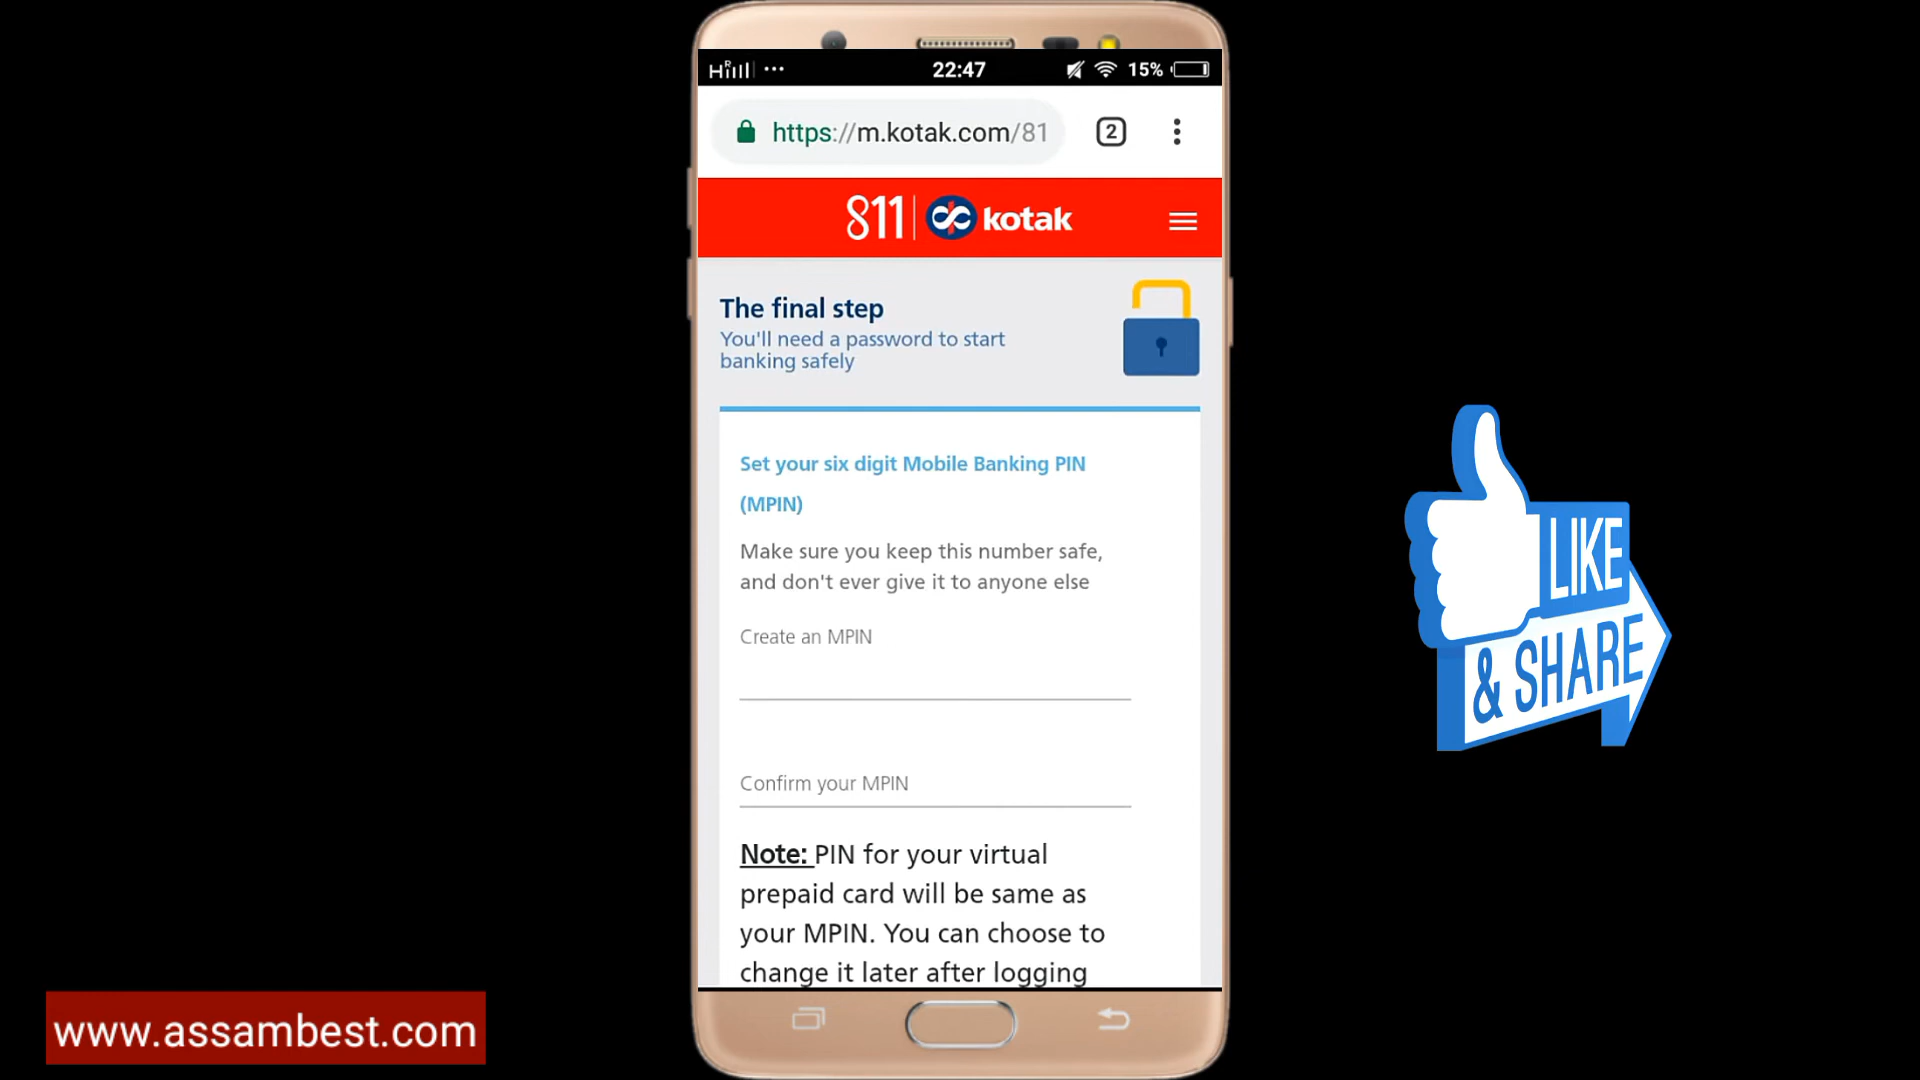 22:47
15%
https://m.kotak.com/81
2
811 kotak
The final step
You'll need a password to start
banking safely
Set your six digit Mobile Banking PIN
(MPIN)
Make sure you keep this number safe,
and don't ever give it to anyone else
Create an MPIN
Confirm your MPIN
Note: PIN for your virtual
prepaid card will be same as
your MPIN. You can choose to
change it later after logging
LIKE
& SHARE
www.assambest.com